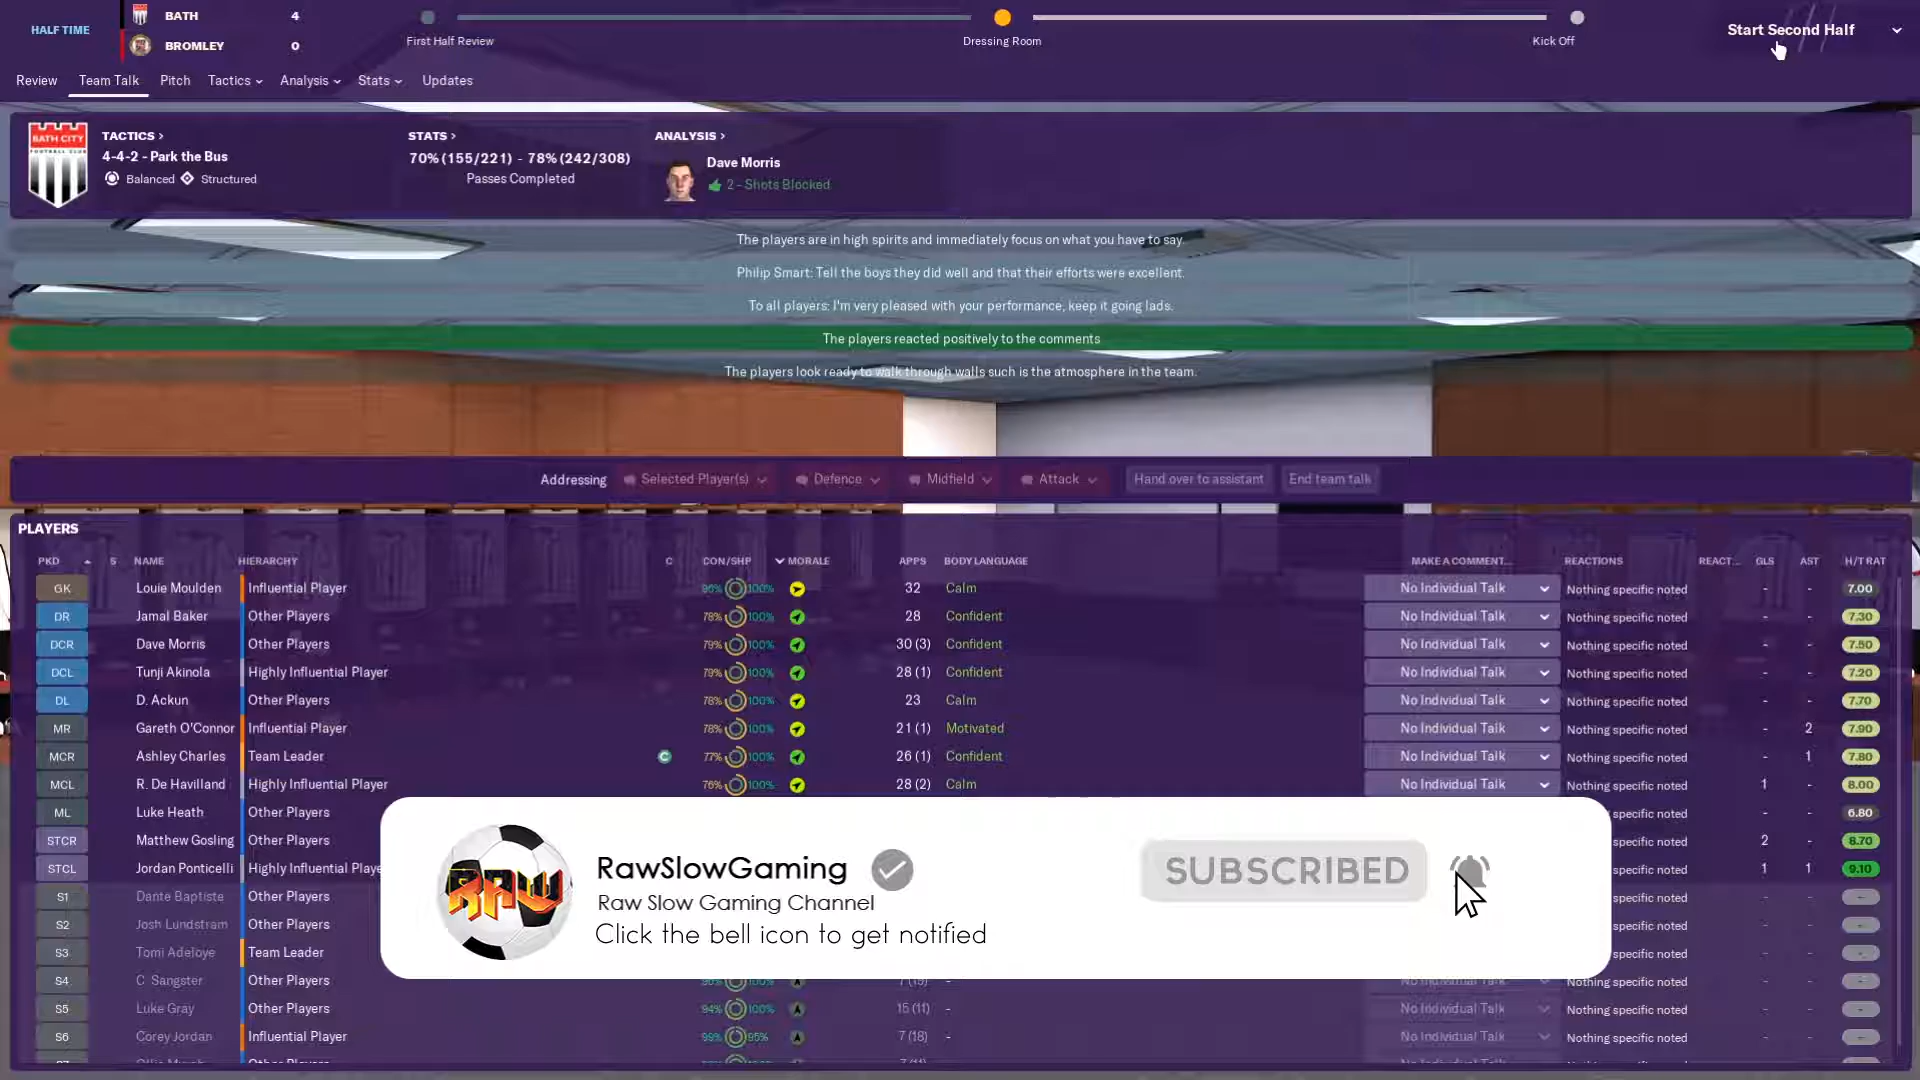 HALF TIME
BATH 4
BROMLEY 0
First Half Review
Dressing Room
Kick Off
Start Second Half
Review Team Talk Pitch Tactics Analysis Stats Updates
BATH CITY
FOOTBALL CLUB
TACTICS >
4-4-2 - Park the Bus
Balanced Structured
STATS >
70% (155/221) - 78% (242/308)
Passes Completed
ANALYSIS >
Dave Morris
2 - Shots Blocked
The players are in high spirits and immediately focus on what you have to say.
Philip Smart: Tell the boys they did well and that their efforts were excellent.
To all players: I'm very pleased with your performance, keep it going lads.
The players reacted positively to the comments
The players look ready to walk through walls such is the atmosphere in the team.
Addressing Selected Player(s) Defence Midfield Attack Hand over to assistant End team talk
PLAYERS
PKD S NAME HIERARCHY C CON/SHP MORALE APPS BODY LANGUAGE MAKE A COMMENT... REACTIONS REACT... GLS AST H/T RAT
GK Louie Moulden Influential Player 100% 32 Calm No Individual Talk Nothing specific noted - - 7.00
DR Jamal Baker Other Players 78% 100% 28 Confident No Individual Talk Nothing specific noted - - 7.30
DCR Dave Morris Other Players 79% 100% 30 (3) Confident No Individual Talk Nothing specific noted - - 7.50
DCL Tunji Akinola Highly Influential Player 79% 100% 28 (1) Confident No Individual Talk Nothing specific noted - - 7.20
DL D. Ackun Other Players 78% 100% 23 Calm No Individual Talk Nothing specific noted - - 7.70
MR Gareth O'Connor Influential Player 78% 100% 21 (1) Motivated No Individual Talk Nothing specific noted - 2 7.90
MCR Ashley Charles Team Leader C 77% 100% 26 (1) Confident No Individual Talk Nothing specific noted - 1 7.80
MCL R. De Havilland Highly Influential Player 76% 100% 28 (2) Calm No Individual Talk Nothing specific noted 1 - 8.00
ML Luke Heath Other Players specific noted - - 6.80
STCR Matthew Gosling Other Players specific noted 2 - 8.70
STCL Jordan Ponticelli Highly Influential Playe specific noted 1 1 9.10
S1 Dante Baptiste Other Players specific noted - - -
S2 Josh Lundstram Other Players specific noted - - -
S3 Tomi Adeloye Team Leader specific noted - - -
S4 C. Sangster Other Players 100% No Individual Talk Nothing specific noted - - -
S5 Luke Gray Other Players 94% 100% 15 (11) - No Individual Talk Nothing specific noted - - -
S6 Corey Jordan Influential Player 99% 95% 7 (18) - No Individual Talk Nothing specific noted - - -
RAW
RawSlowGaming
Raw Slow Gaming Channel
Click the bell icon to get notified
SUBSCRIBED